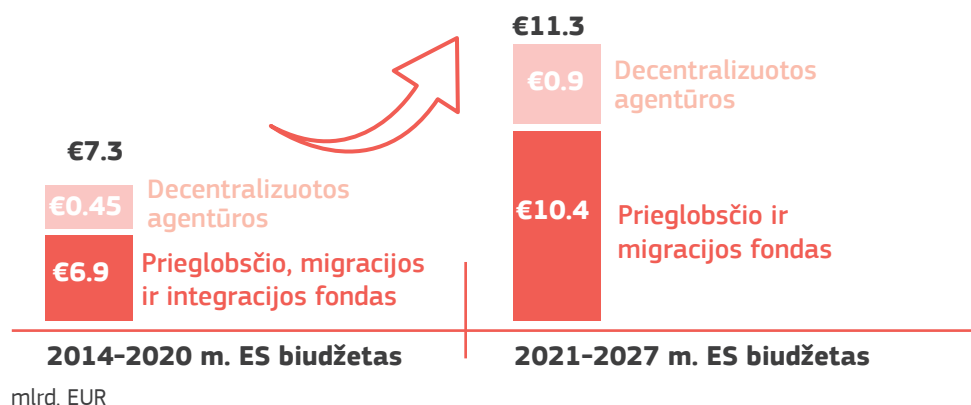 €7.3
€0.45
Decentralizuotos
agentūros
€6.9
Prieglobsčio, migracijos
ir integracijos fondas
2014–2020 m. ES biudžetas
€11.3
€0.9
Decentralizuotos
agentūros
€10.4
Prieglobsčio ir
migracijos fondas
2021–2027 m. ES biudžetas
mlrd. EUR